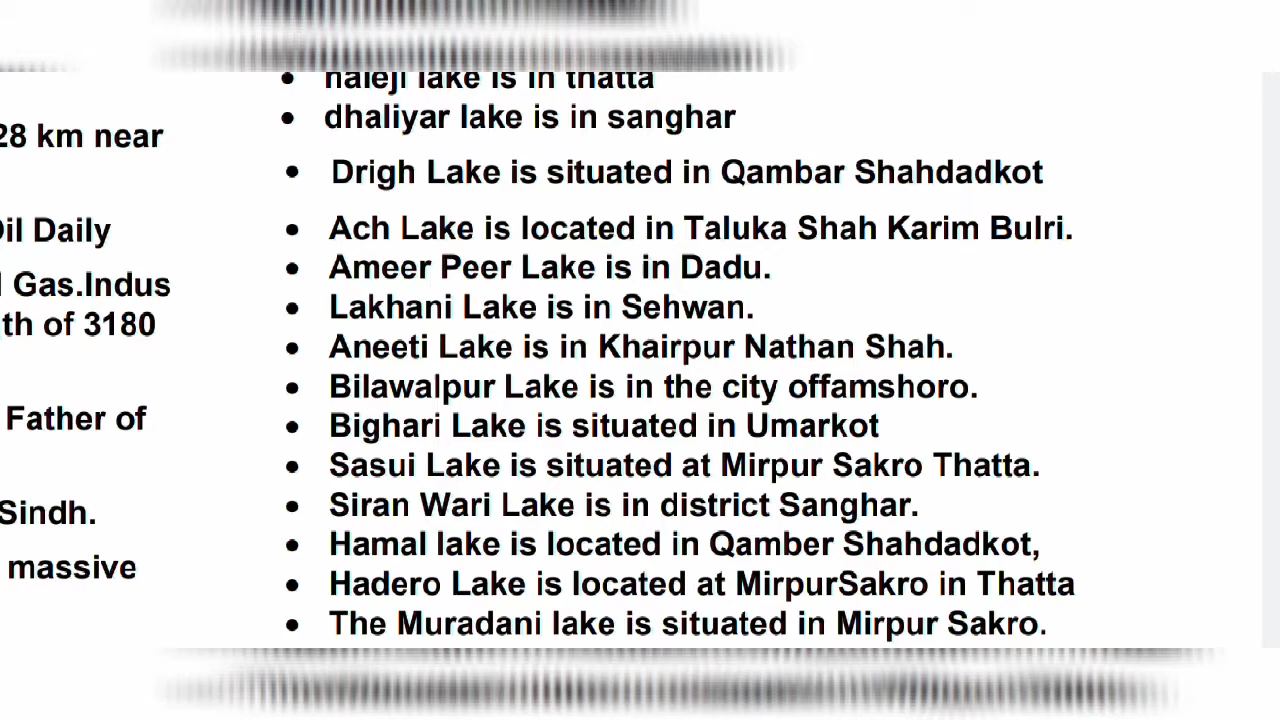 28 km near
Oil Daily
Gas.Indus
th of 3180
Father of
Sindh.
massive
• haleji lake is in thatta
• dhaliyar lake is in sanghar
• Drigh Lake is situated in Qambar Shahdadkot
• Ach Lake is located in Taluka Shah Karim Bulri.
• Ameer Peer Lake is in Dadu.
• Lakhani Lake is in Sehwan.
• Aneeti Lake is in Khairpur Nathan Shah.
• Bilawalpur Lake is in the city offamshoro.
• Bighari Lake is situated in Umarkot
• Sasui Lake is situated at Mirpur Sakro Thatta.
• Siran Wari Lake is in district Sanghar.
• Hamal lake is located in Qamber Shahdadkot,
• Hadero Lake is located at MirpurSakro in Thatta
• The Muradani lake is situated in Mirpur Sakro.